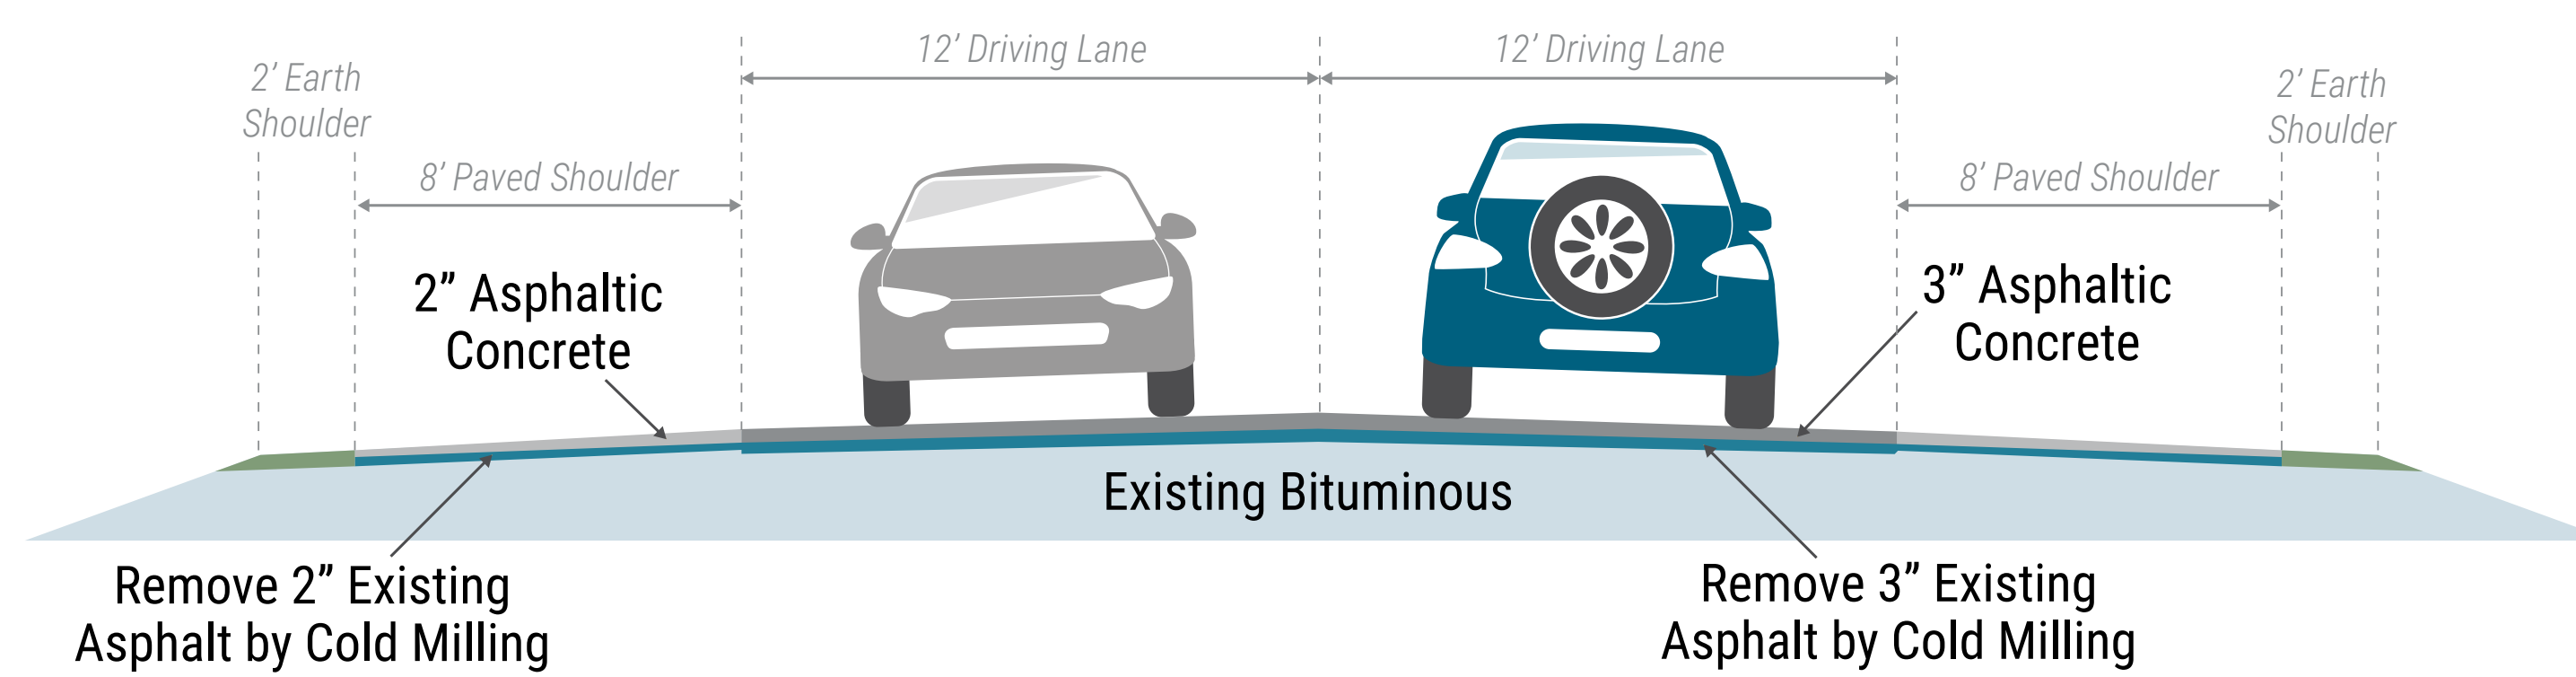 12’ Driving Lane
12’ Driving Lane
2’ Earth
Shoulder
2’ Earth
Shoulder
8’ Paved Shoulder
8’ Paved Shoulder
2” Asphaltic
Concrete
3” Asphaltic
Concrete
Existing Bituminous
Remove 2” Existing
Asphalt by Cold Milling
Remove 3” Existing
Asphalt by Cold Milling